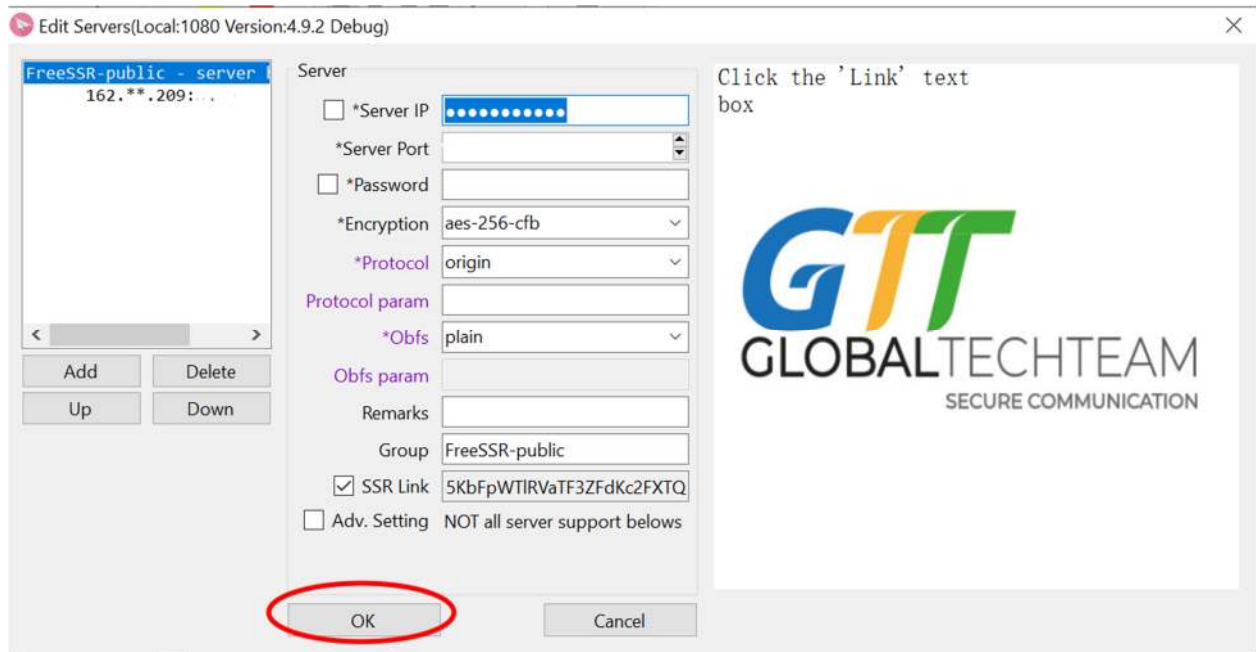 Edit Servers(Local:1080 Version:4.9.2 Debug)
FreeSSR-public - server
162.**.209:
Add
Delete
Up
Down
Server
*Server IP
*Server Port
*Password
*Encryption aes-256-cfb
*Protocol origin
Protocol param
*Obfs plain
Obfs param
Remarks
Group FreeSSR-public
SSR Link 5KbFpWTlRVaTF3ZFdKc2FXTQ
Adv. Setting NOT all server support belows
OK
Cancel
Click the 'Link' text
box
GTT
GLOBALTECHTEAM
SECURE COMMUNICATION